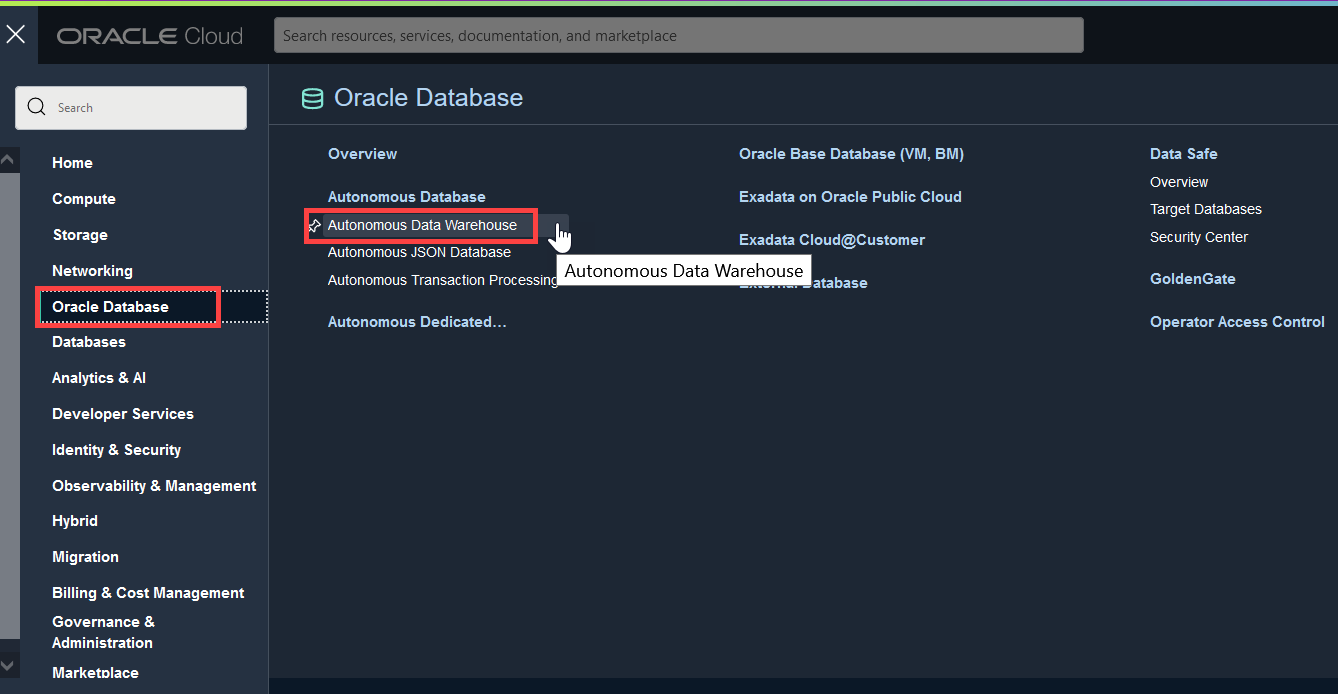 ORACLE Cloud
Search resources, services, documentation, and marketplace
Search
Home
Compute
Storage
Networking
Oracle Database
Databases
Analytics & AI
Developer Services
Identity & Security
Observability & Management
Hybrid
Migration
Billing & Cost Management
Governance &
Administration
Marketplace
Oracle Database
Overview
Autonomous Database
Autonomous Data Warehouse
Autonomous JSON Database
Autonomous Transaction Processing
Autonomous Dedicated...
Oracle Base Database (VM, BM)
Exadata on Oracle Public Cloud
Exadata Cloud@Customer
Autonomous Data Warehouse
External Database
Data Safe
Overview
Target Databases
Security Center
GoldenGate
Operator Access Control